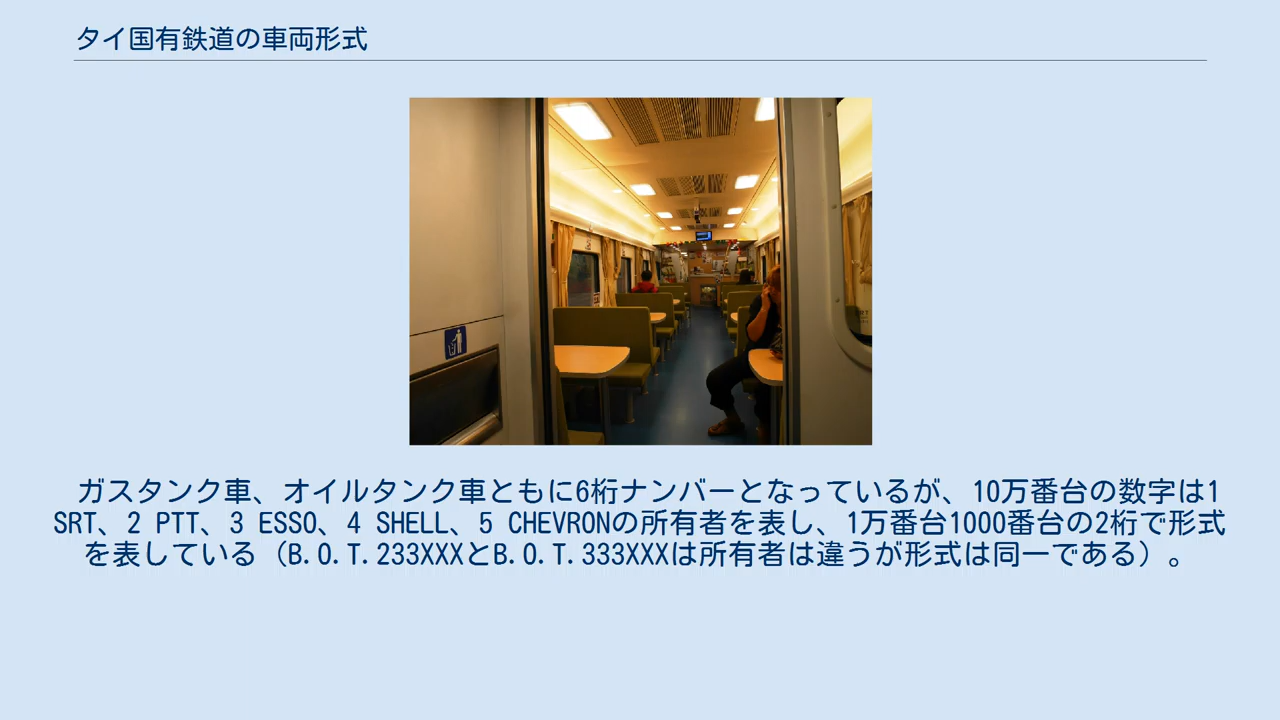 タイ国有鉄道の車両形式
ガスタンク車、オイルタンク車ともに6桁ナンバーとなっているが、10万番台の数字は1
SRT、2 PTT、3 ESSO、4 SHELL、5 CHEVRONの所有者を表し、1万番台1000番台の2桁で形式
を表している（B.O.T.233XXXとB.O.T.333XXXは所有者は違うが形式は同一である）。